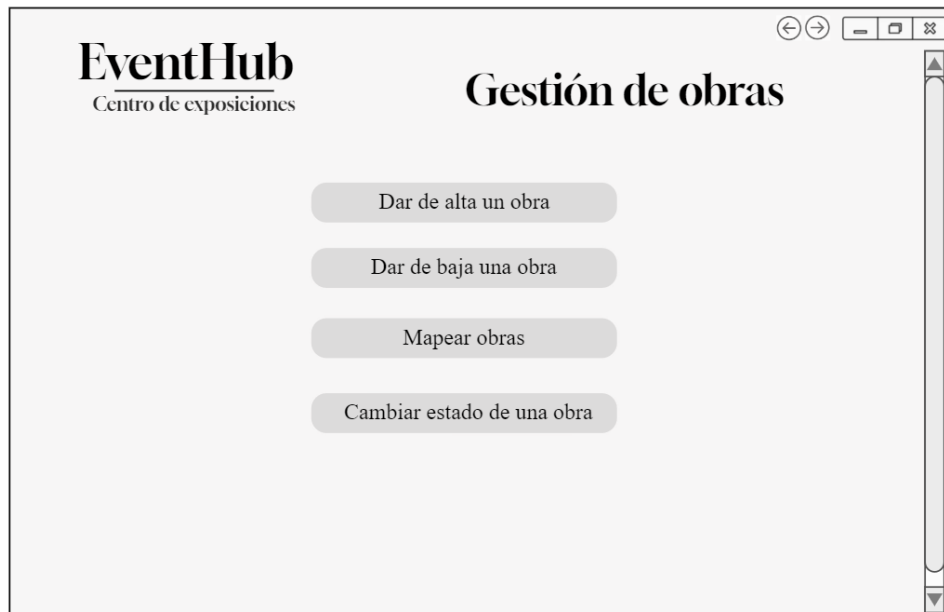 EventHub
Centro de exposiciones
Gestión de obras
Dar de alta un obra
Dar de baja una obra
Mapear obras
Cambiar estado de una obra